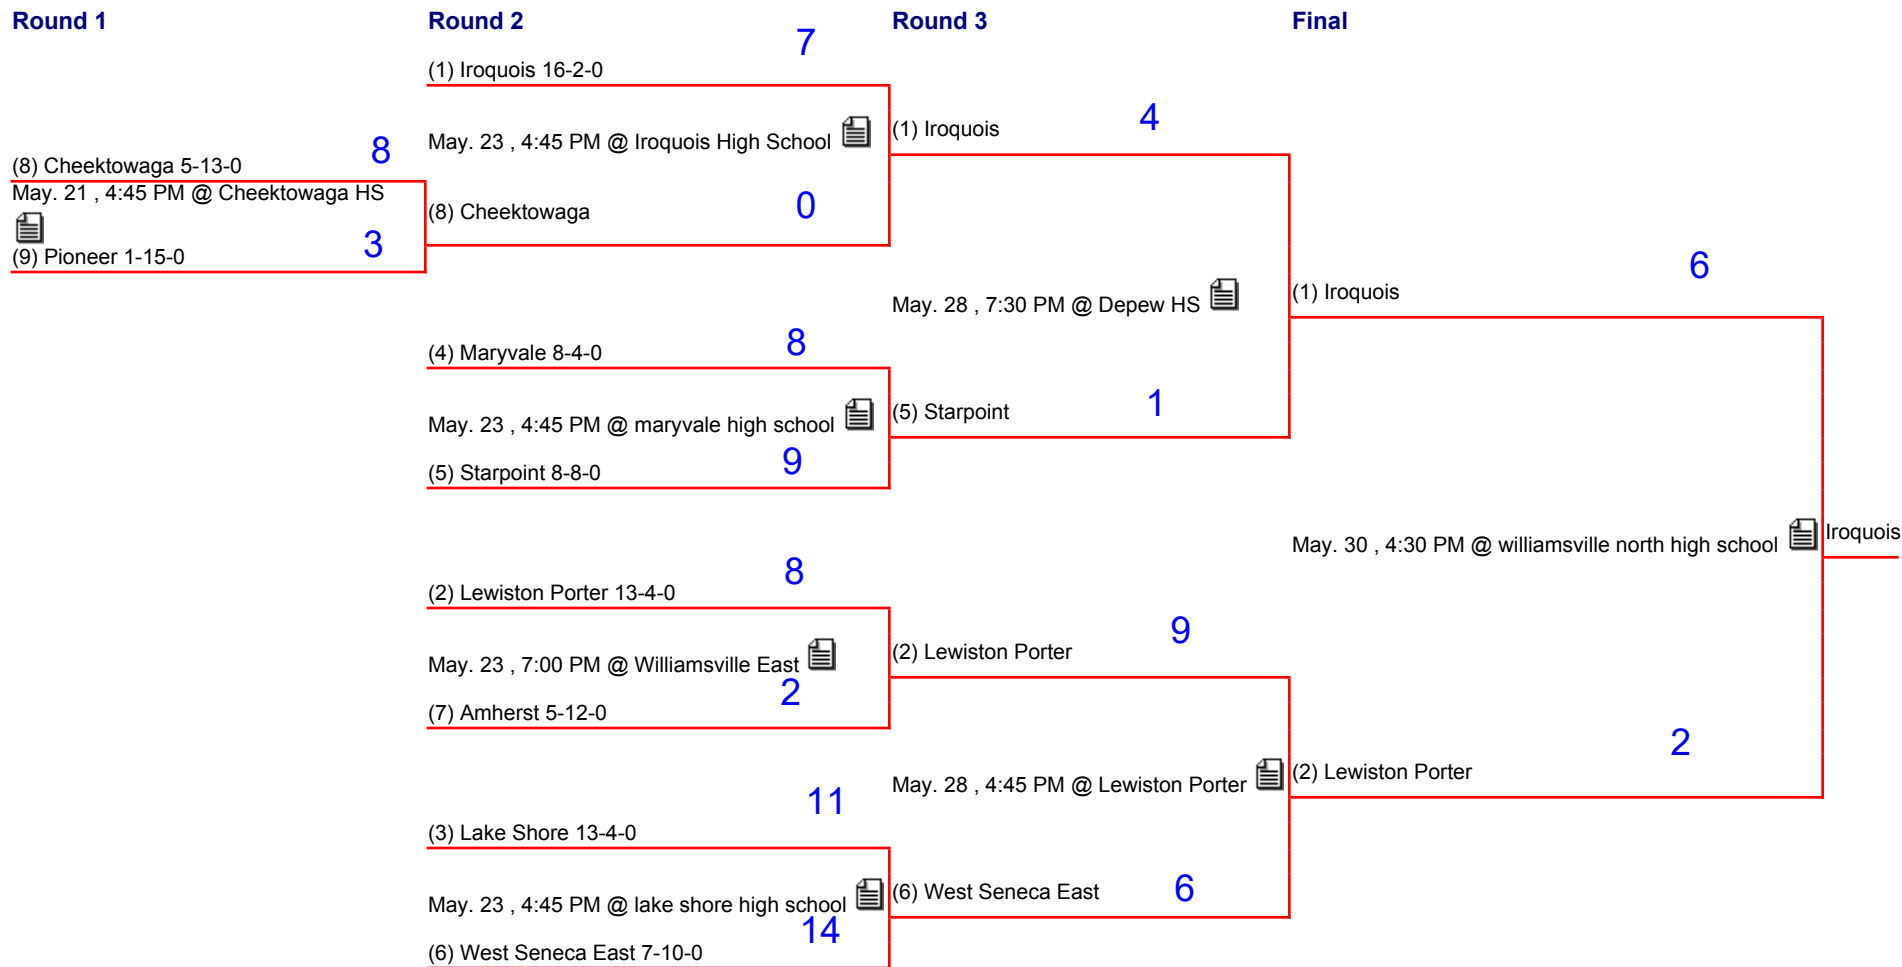 Round 1
Round 2
Round 3
Final
7
(1) Iroquois 16-2-0
May. 23 , 4:45 PM @ Iroquois High School
(1) Iroquois
4
(8) Cheektowaga 5-13-0
8
May. 21 , 4:45 PM @ Cheektowaga HS
(8) Cheektowaga
0
(9) Pioneer 1-15-0
3
May. 28 , 7:30 PM @ Depew HS
(1) Iroquois
6
(4) Maryvale 8-4-0
8
May. 23 , 4:45 PM @ maryvale high school
(5) Starpoint
1
(5) Starpoint 8-8-0
9
May. 30 , 4:30 PM @ williamsville north high school
Iroquois
(2) Lewiston Porter 13-4-0
8
May. 23 , 7:00 PM @ Williamsville East
(2) Lewiston Porter
9
(7) Amherst 5-12-0
2
May. 28 , 4:45 PM @ Lewiston Porter
(2) Lewiston Porter
2
(3) Lake Shore 13-4-0
11
May. 23 , 4:45 PM @ lake shore high school
(6) West Seneca East
6
(6) West Seneca East 7-10-0
14